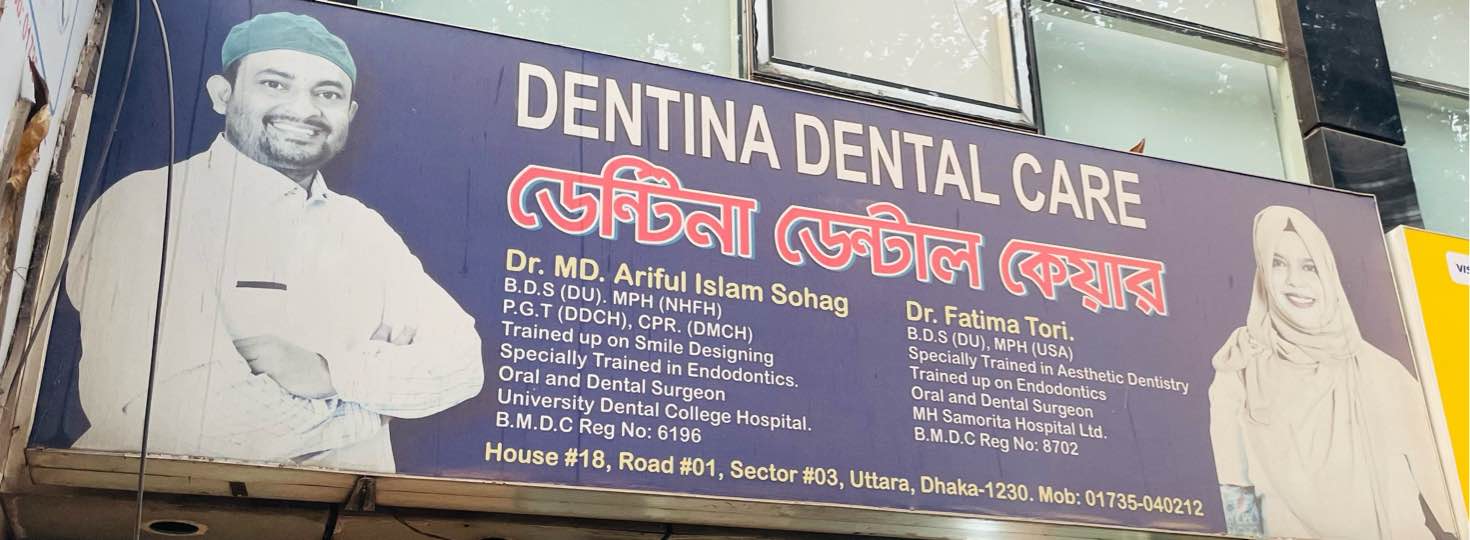 DENTINA DENTAL CARE
ডেন্টিনা ডেন্টাল কেয়ার
Dr. MD. Ariful Islam Sohag
B.D.S (DU). MPH (NHFH)
P.G.T (DDCH), CPR. (DMCH)
Trained up on Smile Designing
Specially Trained in Endodontics.
Oral and Dental Surgeon
University Dental College Hospital.
B.M.D.C Reg No: 6196
Dr. Fatima Tori.
B.D.S (DU), MPH (USA)
Specially Trained in Aesthetic Dentistry
Trained up on Endodontics
Oral and Dental Surgeon
MH Samorita Hospital Ltd.
B.M.D.C Reg No: 8702
House #18, Road #01, Sector #03, Uttara, Dhaka-1230. Mob: 01735-040212